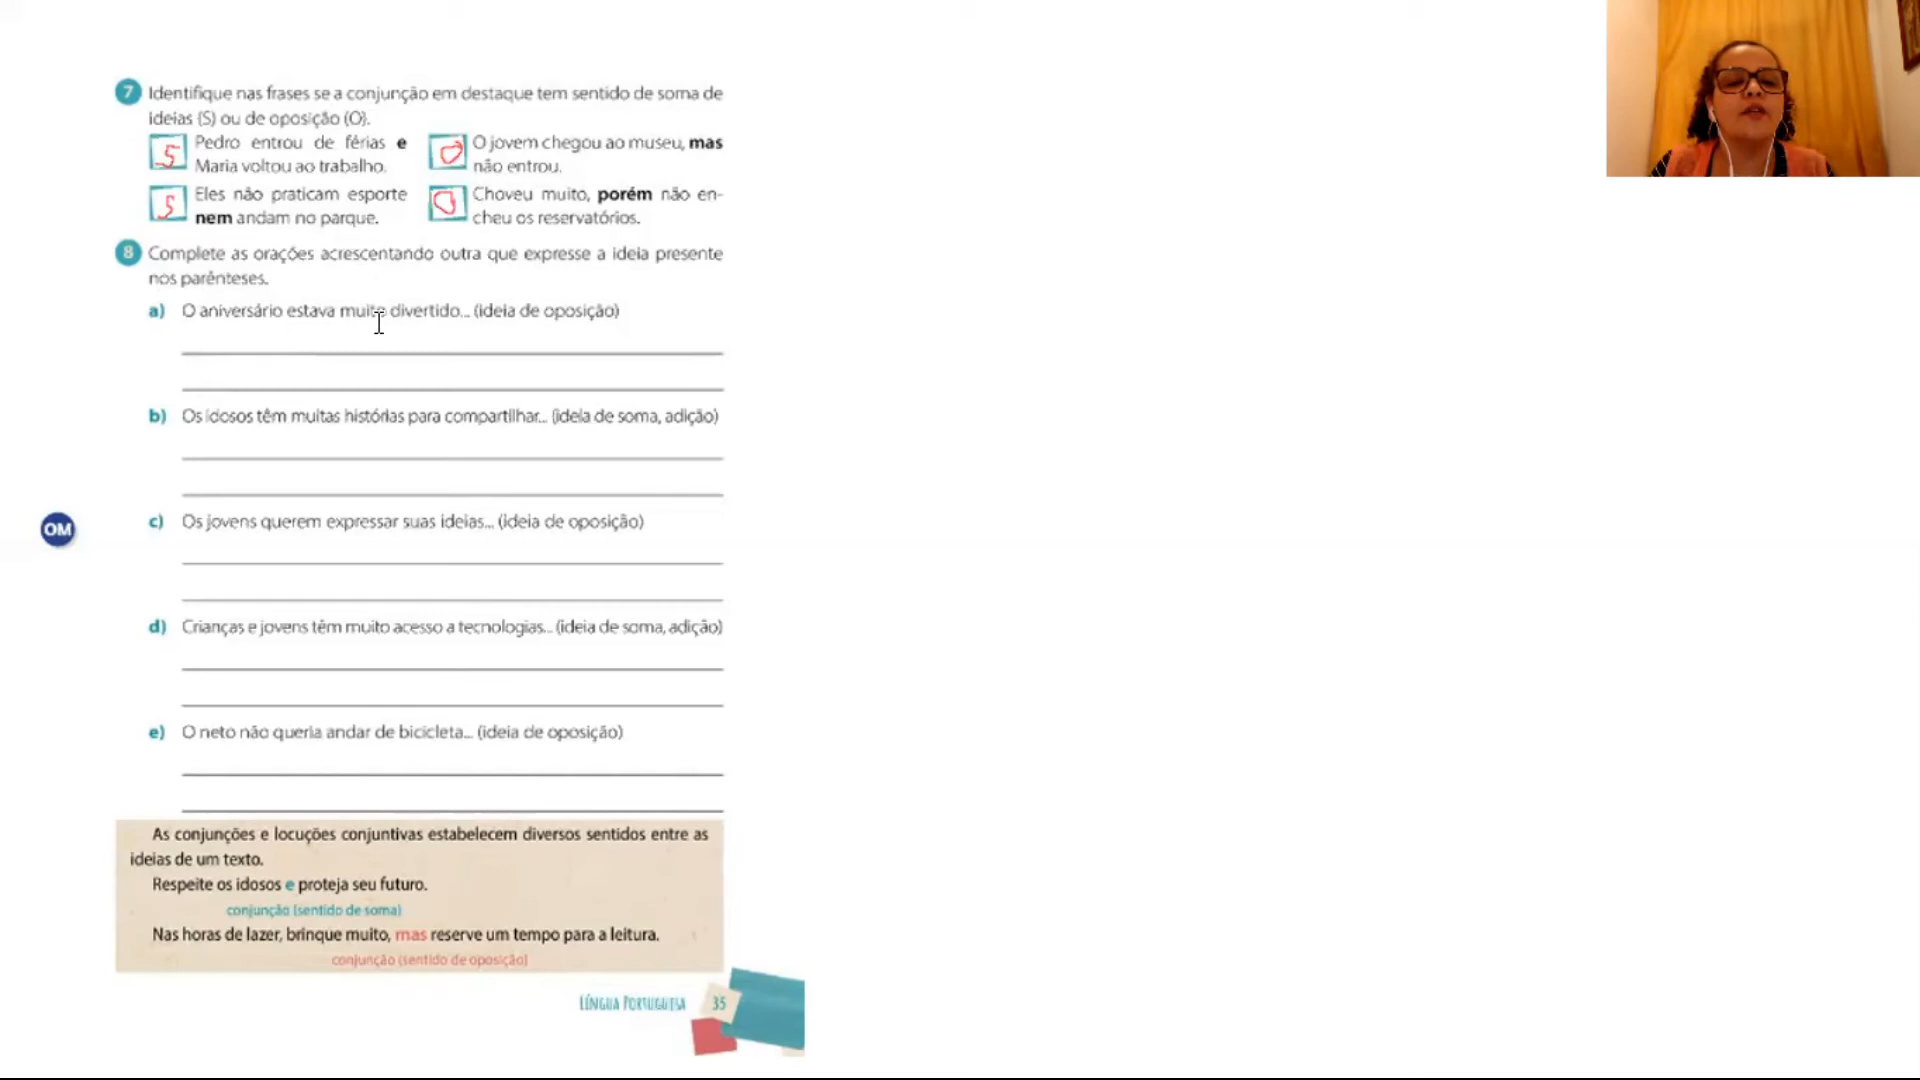 7 Identifique nas frases se a conjunção em destaque tem sentido de soma de
ideias (S) ou de oposição (O).
S Pedro entrou de férias e
Maria voltou ao trabalho.
O O jovem chegou ao museu, mas
não entrou.
S Eles não praticam esporte
nem andam no parque.
O Choveu muito, porém não en-
cheu os reservatórios.
8 Complete as orações acrescentando outra que expresse a ideia presente
nos parênteses.
a) O aniversário estava muito divertido... (ideia de oposição)
b) Os idosos têm muitas histórias para compartilhar... (ideia de soma, adição)
OM
c) Os jovens querem expressar suas ideias... (ideia de oposição)
d) Crianças e jovens têm muito acesso a tecnologias... (ideia de soma, adição)
e) O neto não queria andar de bicicleta... (ideia de oposição)
As conjunções e locuções conjuntivas estabelecem diversos sentidos entre as
ideias de um texto.
Respeite os idosos e proteja seu futuro.
conjunção (sentido de soma)
Nas horas de lazer, brinque muito, mas reserve um tempo para a leitura.
conjunção (sentido de oposição)
LÍNGUA PORTUGUESA 35